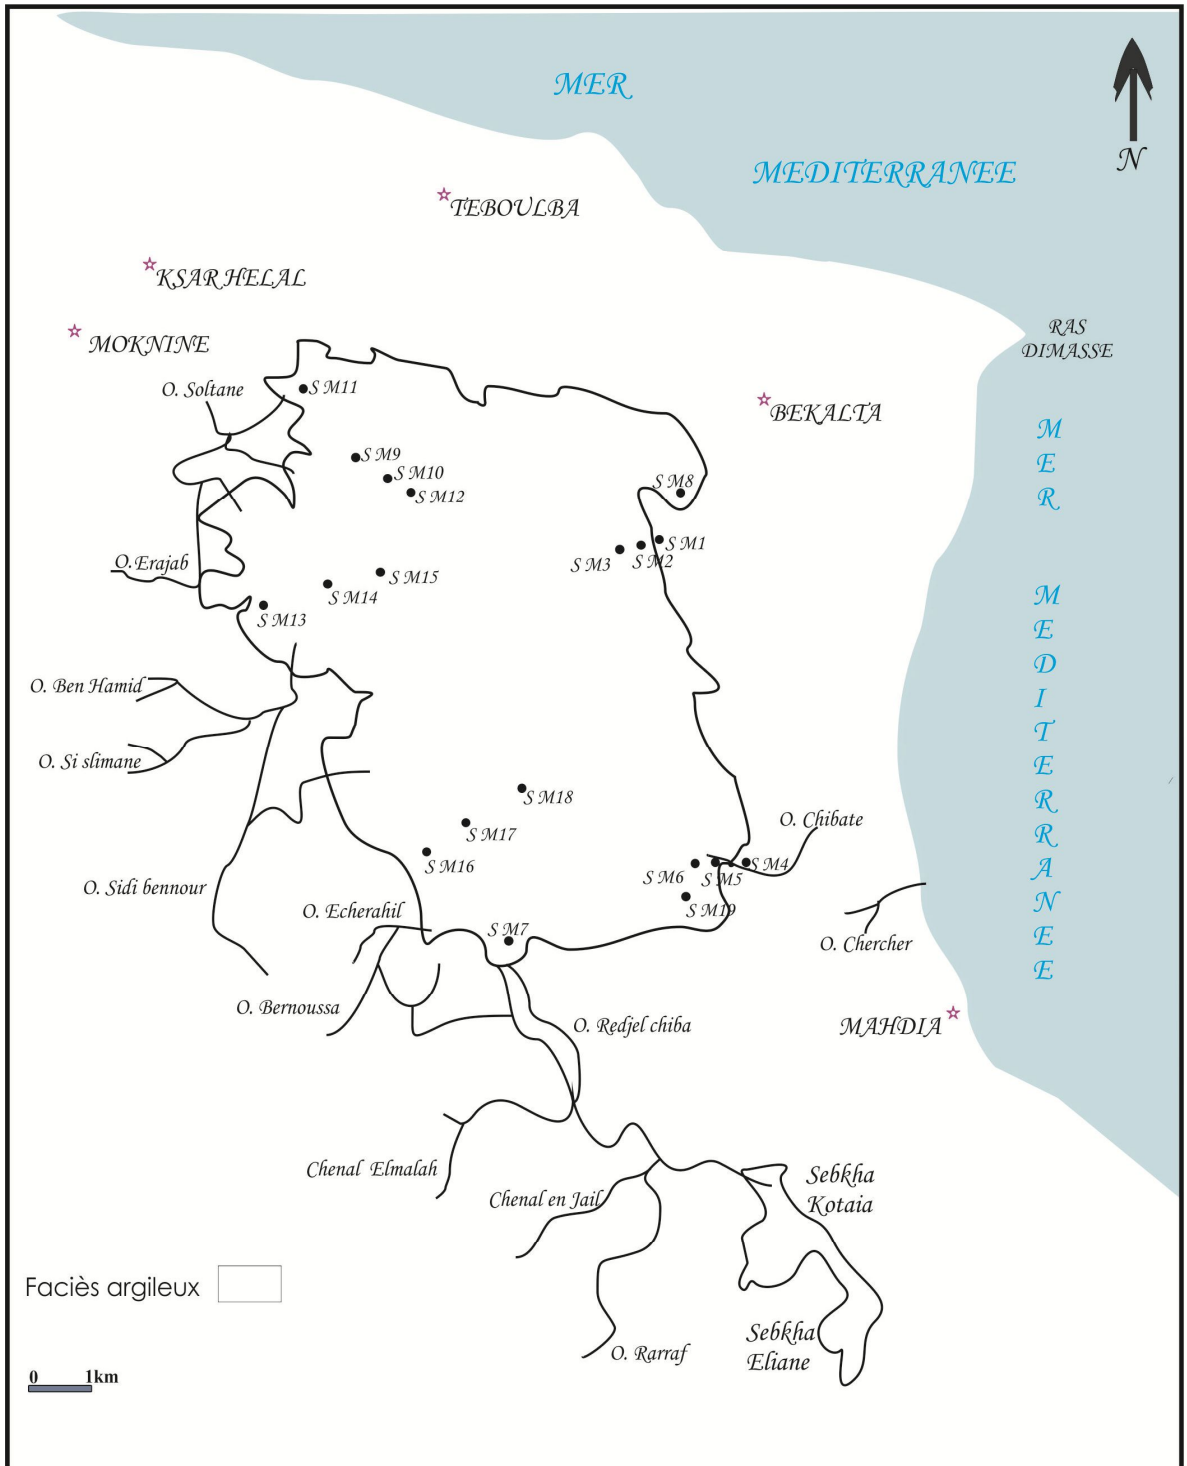 MER
MEDITERRANEE
N
TEBOULBA
KSAR HELAL
MOKNINE
RAS
DIMASSE
O. Soltane
S M11
BEKALTA
M
E
R
S M9
S M10
S M12
S M8
S M1
S M2
S M3
O. Erajab
S M15
S M14
S M13
M
E
D
I
T
E
R
R
A
N
E
E
O. Ben Hamid
O. Si slimane
S M18
S M17
S M16
O. Chibate
S M4
S M5
S M6
S M19
O. Sidi bennour
O. Echerahil
S M7
O. Chercher
O. Bernoussa
O. Redjel chiba
MAHDIA
Chenal Elmalah
Chenal en Jail
Sebkha
Kotaia
Faciès argileux
Sebkha
Eliane
O. Rarraf
0 1km